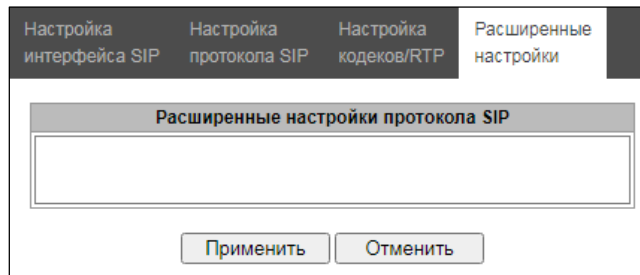 Настройка
интерфейса SIP
Настройка
протокола SIP
Настройка
кодеков/RTP
Расширенные
настройки
Расширенные настройки протокола SIP
Применить
Отменить